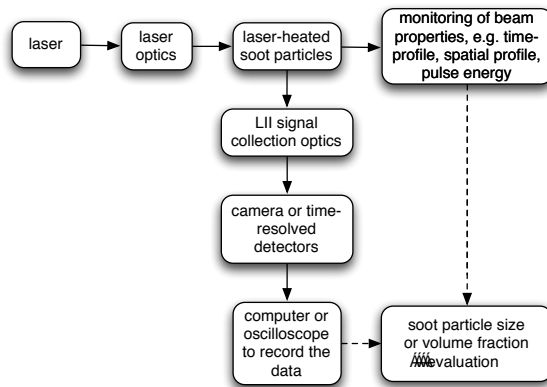 laser
laser
optics
laser-heated
soot particles
monitoring of beam
properties, e.g. time-
profile, spatial profile,
pulse energy
LII signal
collection optics
camera or time-
resolved
detectors
computer or
oscilloscope
to record the
data
soot particle size
or volume fraction
evaluation